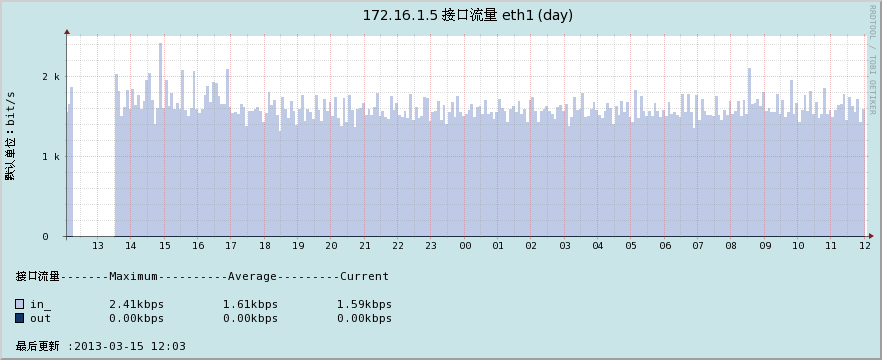 172.16.1.5 接口流量 eth1 (day)
RRDTOOL / TOBI OETIKER
默认单位：bit/s
2 k
1 k
0
13 14 15 16 17 18 19 20 21 22 23 00 01 02 03 04 05 06 07 08 09 10 11 12
接口流量-------Maximum----------Average---------Current
in_ 2.41kbps 1.61kbps 1.59kbps
out 0.00kbps 0.00kbps 0.00kbps
最后更新 :2013-03-15 12:03